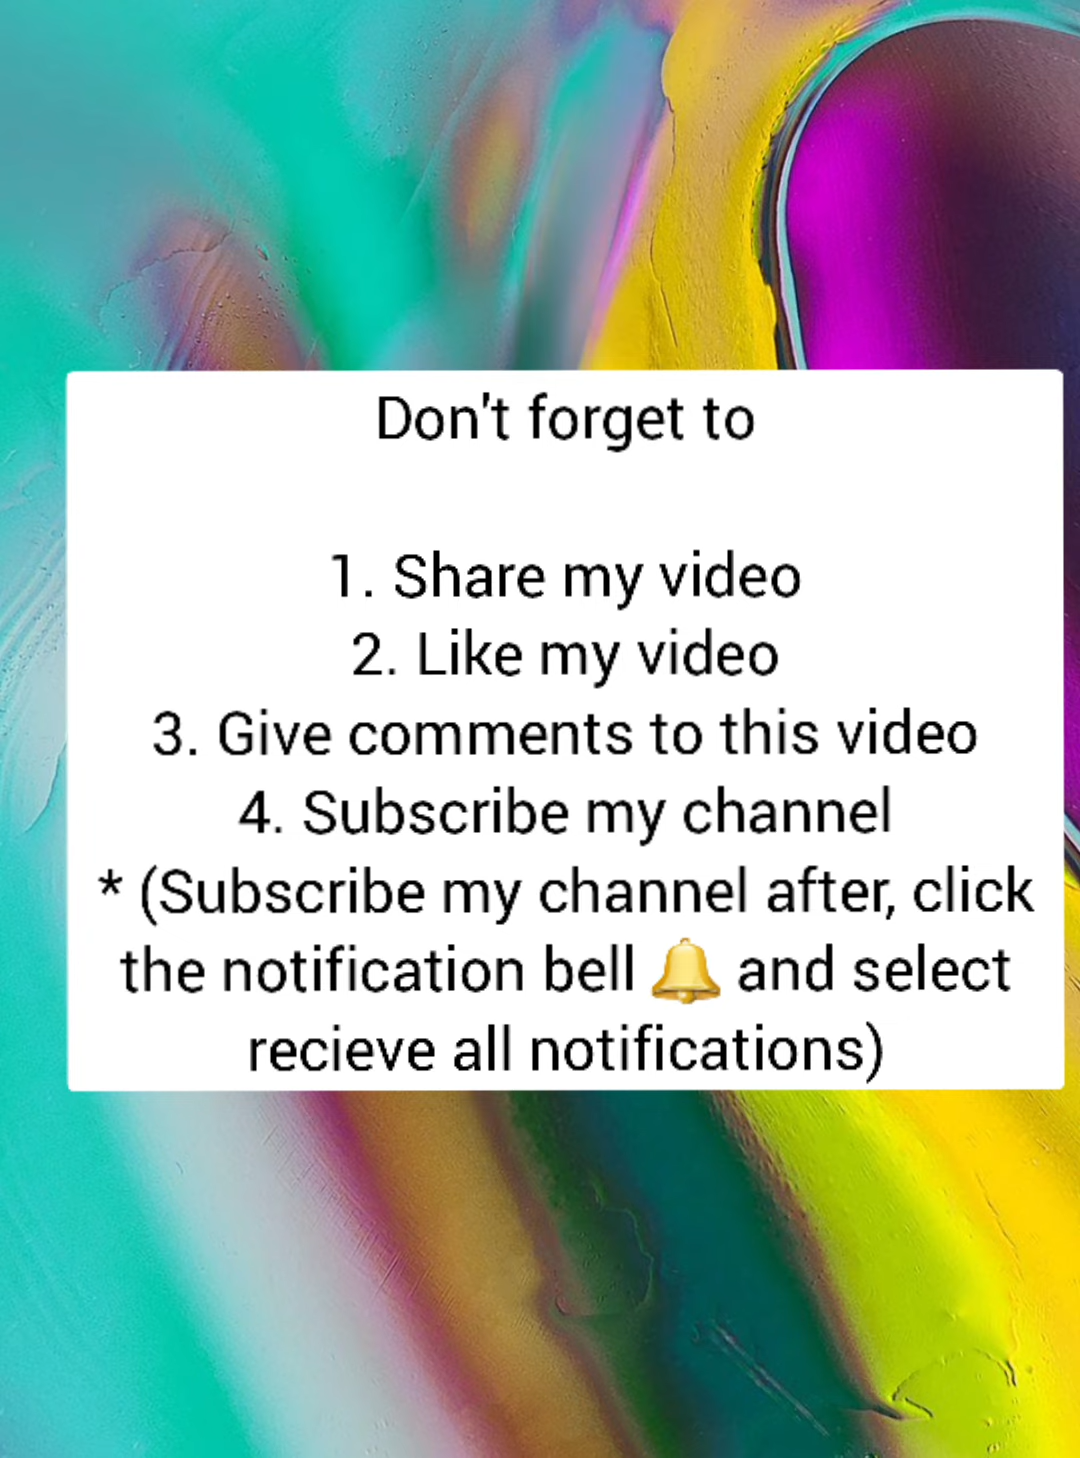 Don't forget to
1. Share my video
2. Like my video
3. Give comments to this video
4. Subscribe my channel
* (Subscribe my channel after, click
the notification bell 🔔 and select
recieve all notifications)